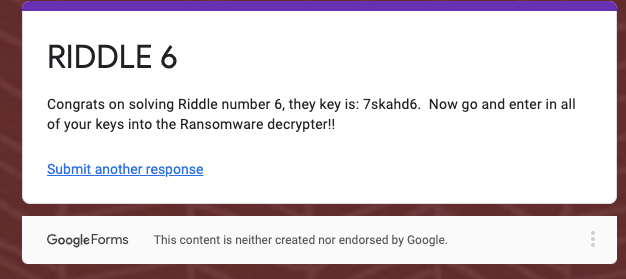 RIDDLE 6
Congrats on solving Riddle number 6, they key is: 7skahd6.  Now go and enter in all
of your keys into the Ransomware decrypter!!
Submit another response
Google Forms This content is neither created nor endorsed by Google.